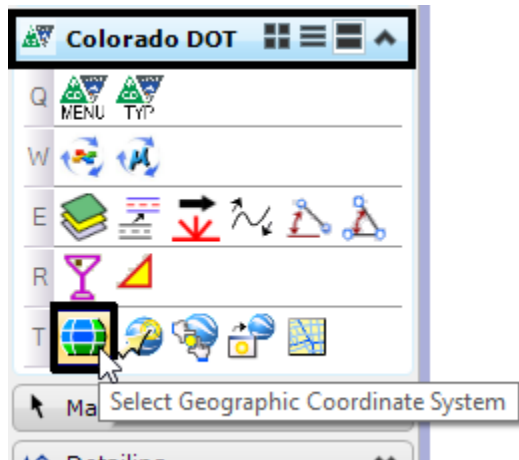 Colorado DOT
Q MENU TYP
W
E
R
T
Ma Select Geographic Coordinate System
Detailing